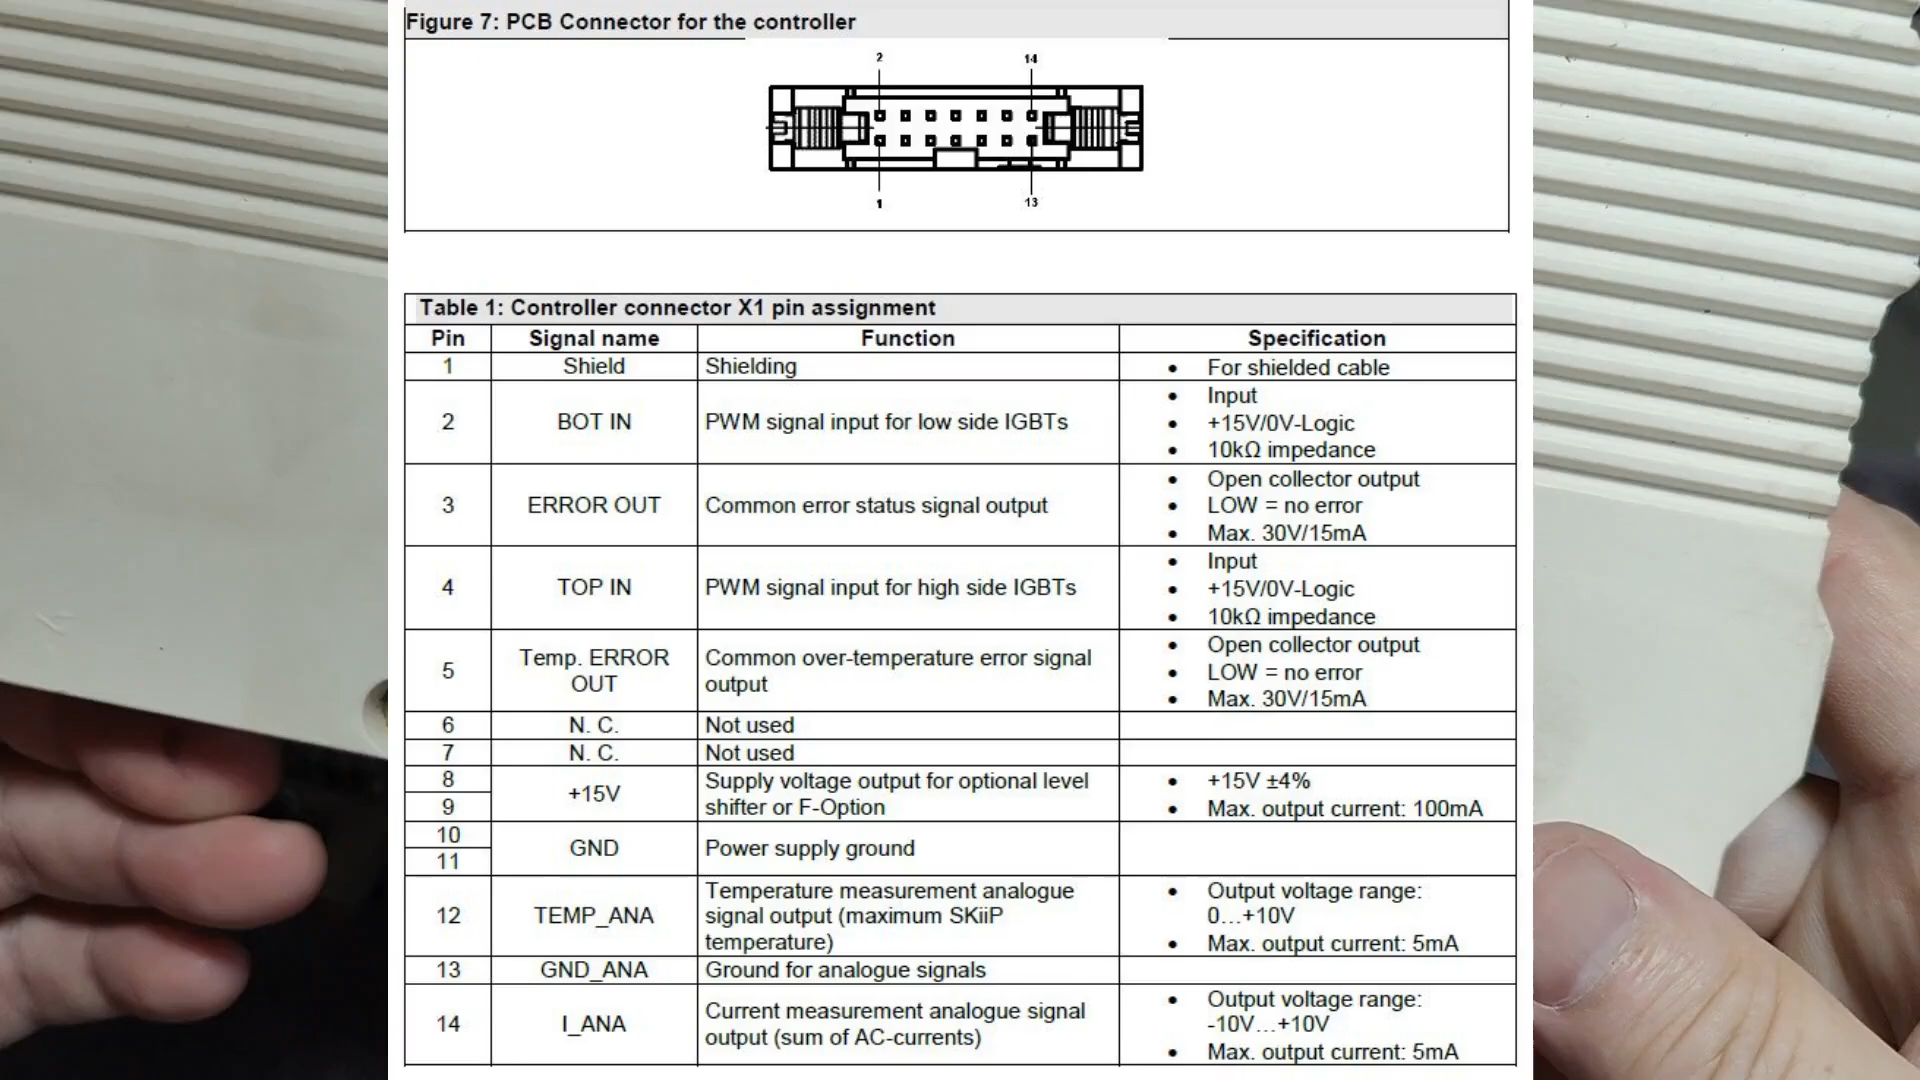 Figure 7: PCB Connector for the controller
2 14
1 13
Table 1: Controller connector X1 pin assignment
Pin Signal name Function Specification
1 Shield Shielding • For shielded cable
2 BOT IN PWM signal input for low side IGBTs • Input
• +15V/0V-Logic
• 10kΩ impedance
3 ERROR OUT Common error status signal output • Open collector output
• LOW = no error
• Max. 30V/15mA
4 TOP IN PWM signal input for high side IGBTs • Input
• +15V/0V-Logic
• 10kΩ impedance
5 Temp. ERROR OUT Common over-temperature error signal output • Open collector output
• LOW = no error
• Max. 30V/15mA
6 N. C. Not used
7 N. C. Not used
8 +15V Supply voltage output for optional level • +15V ±4%
9 shifter or F-Option • Max. output current: 100mA
10 GND Power supply ground
11
12 TEMP_ANA Temperature measurement analogue signal output (maximum SKiiP temperature) • Output voltage range:
0...+10V
• Max. output current: 5mA
13 GND_ANA Ground for analogue signals
14 I_ANA Current measurement analogue signal output (sum of AC-currents) • Output voltage range:
-10V...+10V
• Max. output current: 5mA